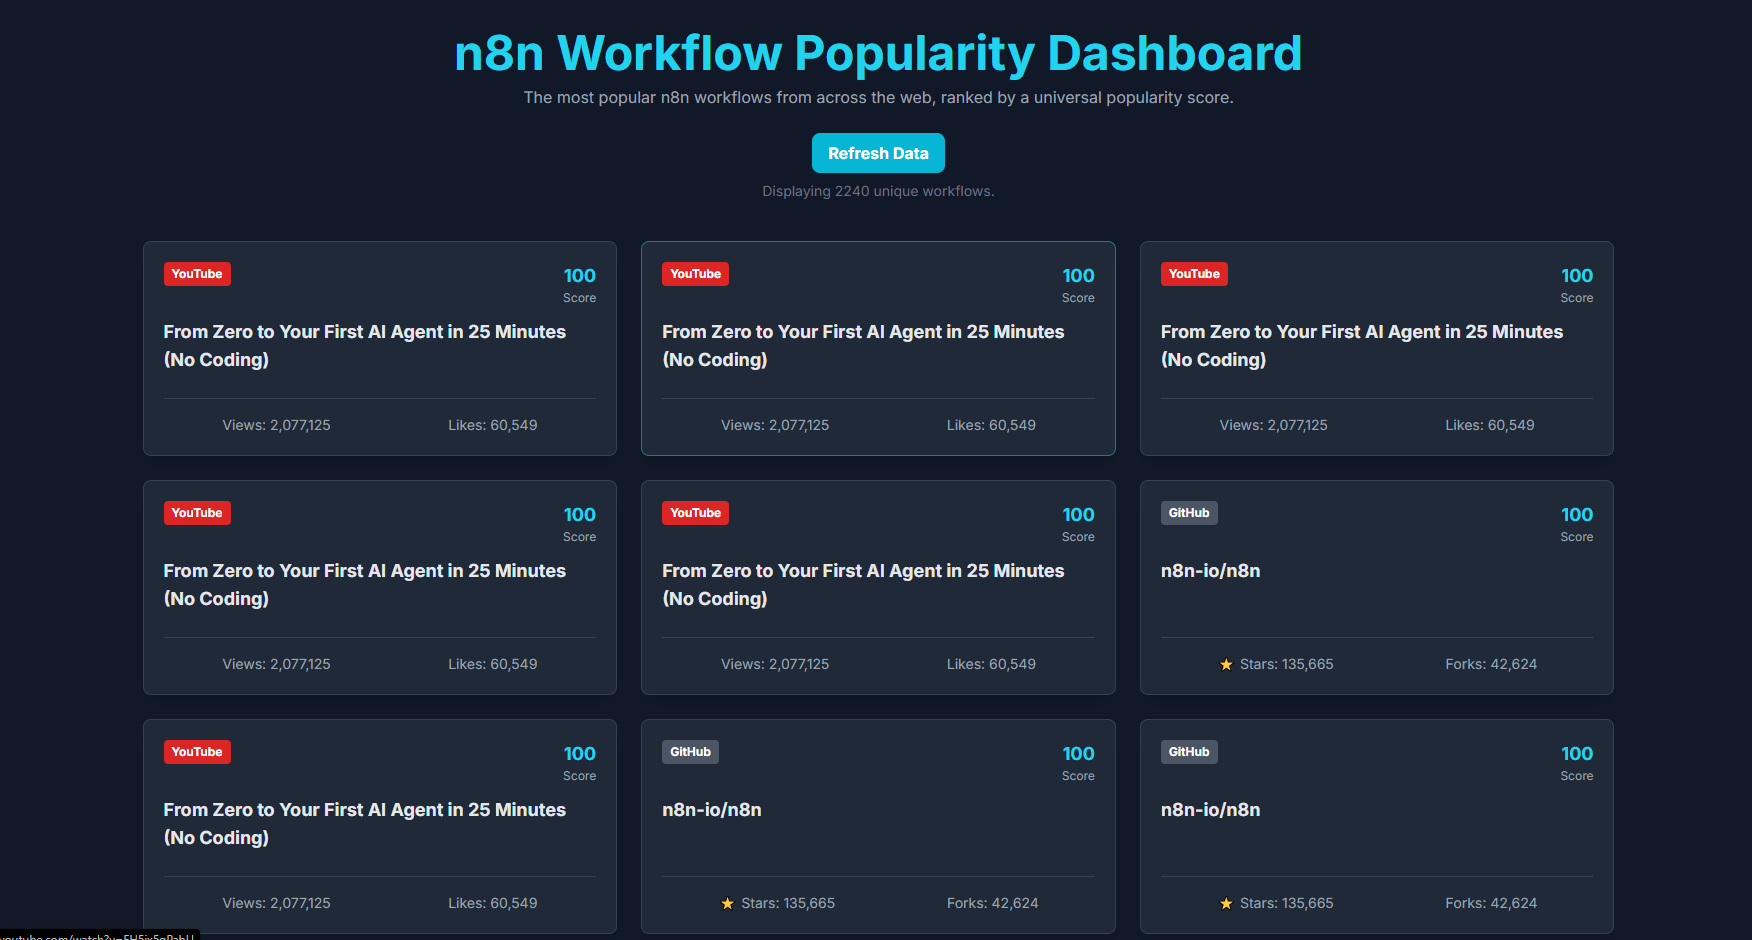 n8n Workflow Popularity Dashboard
The most popular n8n workflows from across the web, ranked by a universal popularity score.
Refresh Data
Displaying 2240 unique workflows.
YouTube
100
Score
From Zero to Your First AI Agent in 25 Minutes
(No Coding)
Views: 2,077,125 Likes: 60,549
YouTube
100
Score
From Zero to Your First AI Agent in 25 Minutes
(No Coding)
Views: 2,077,125 Likes: 60,549
YouTube
100
Score
From Zero to Your First AI Agent in 25 Minutes
(No Coding)
Views: 2,077,125 Likes: 60,549
YouTube
100
Score
From Zero to Your First AI Agent in 25 Minutes
(No Coding)
Views: 2,077,125 Likes: 60,549
YouTube
100
Score
From Zero to Your First AI Agent in 25 Minutes
(No Coding)
Views: 2,077,125 Likes: 60,549
GitHub
100
Score
n8n-io/n8n
⭐ Stars: 135,665 Forks: 42,624
YouTube
100
Score
From Zero to Your First AI Agent in 25 Minutes
(No Coding)
Views: 2,077,125 Likes: 60,549
GitHub
100
Score
n8n-io/n8n
⭐ Stars: 135,665 Forks: 42,624
GitHub
100
Score
n8n-io/n8n
⭐ Stars: 135,665 Forks: 42,624